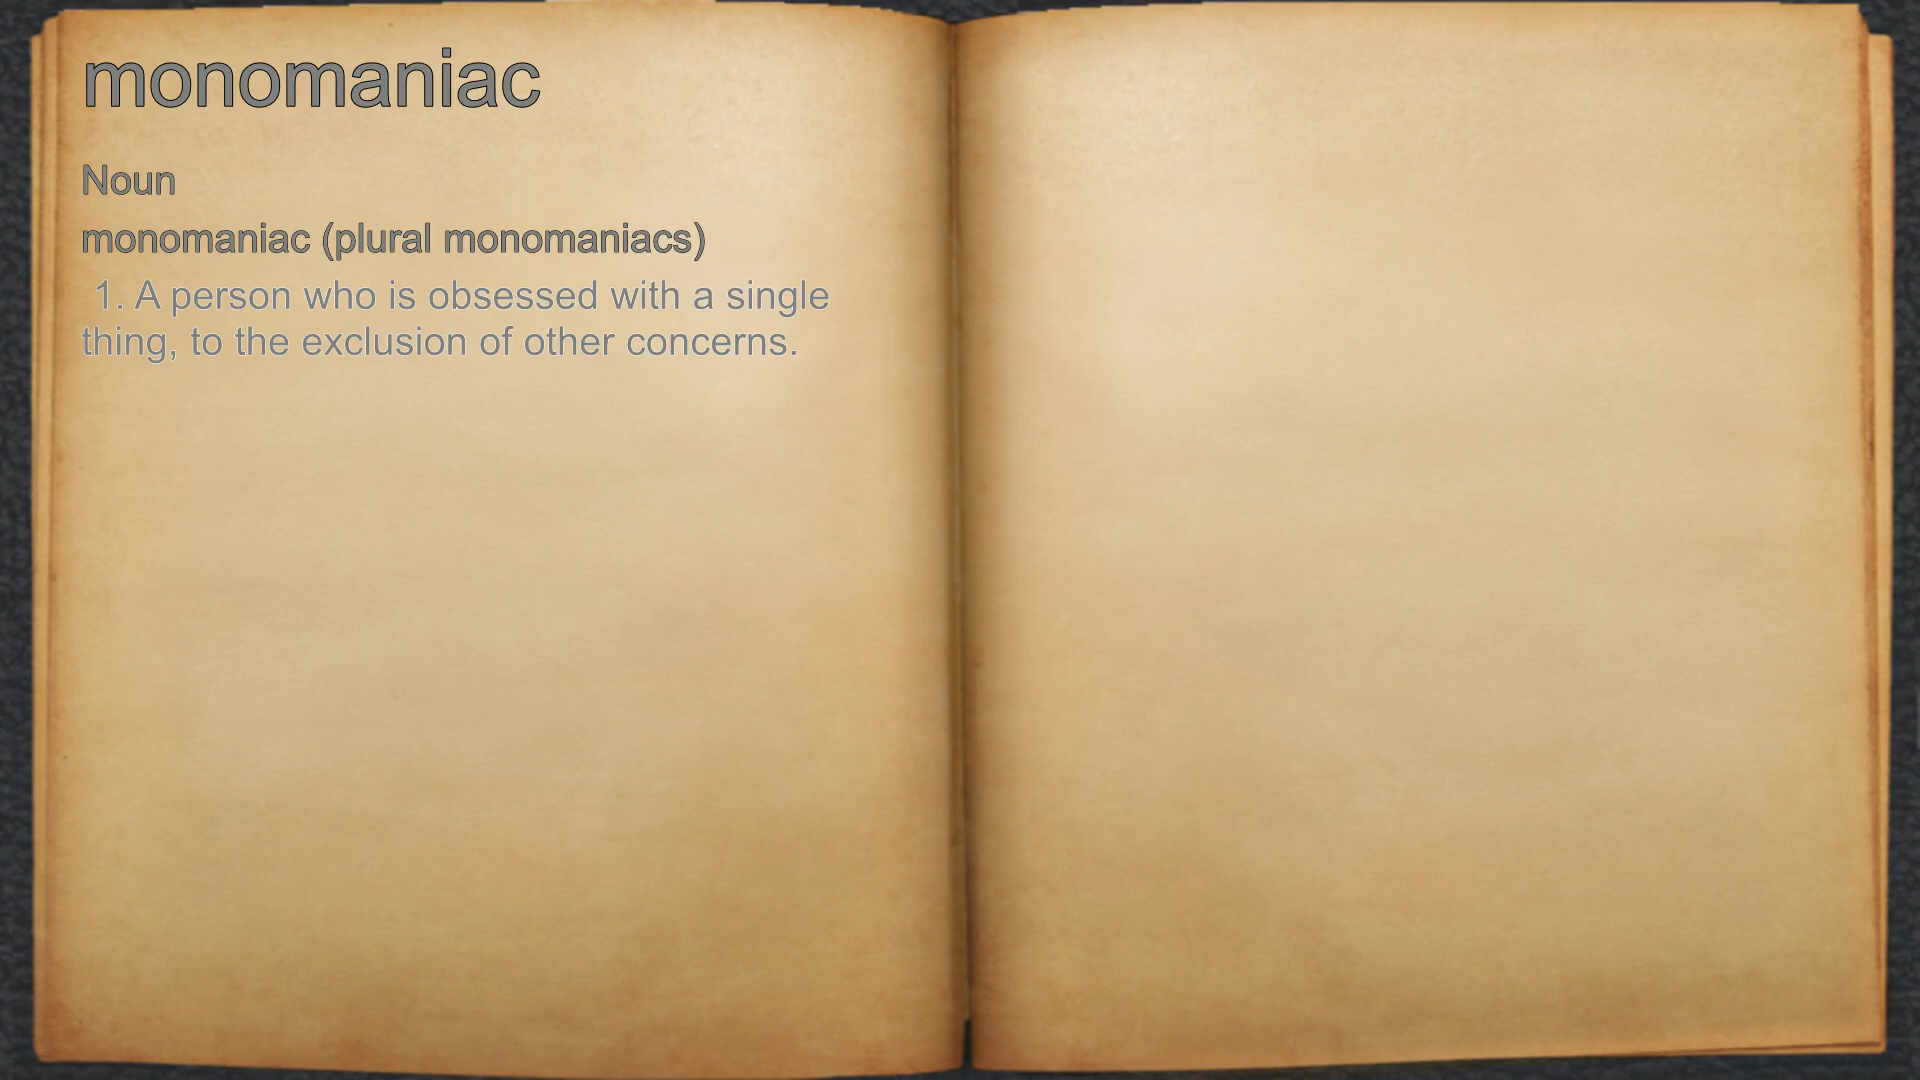 monomaniac
Noun
monomaniac (plural monomaniacs)
1. A person who is obsessed with a single
thing, to the exclusion of other concerns.